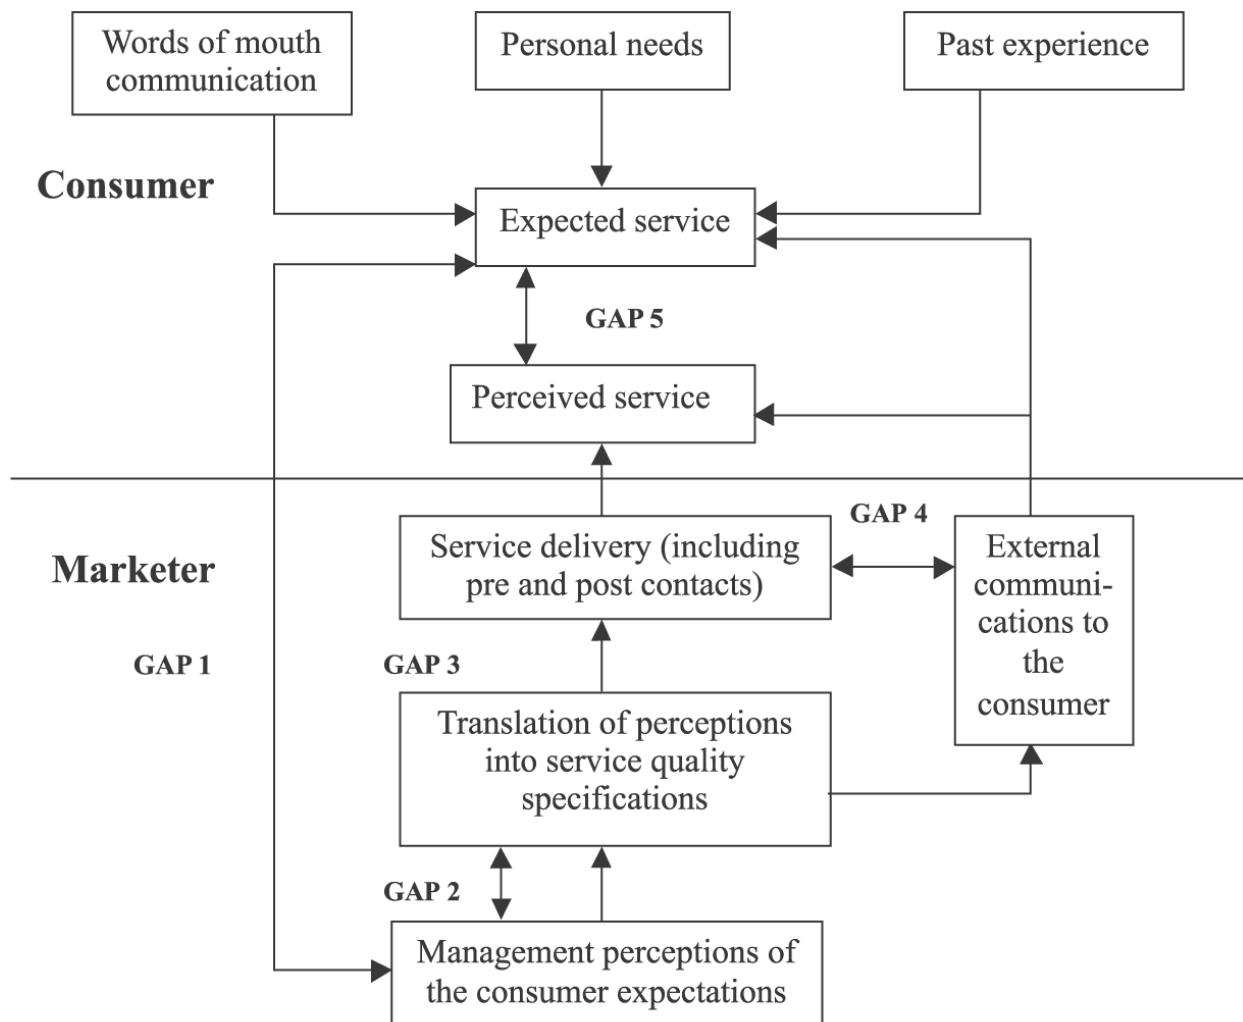 Words of mouth
communication
Personal needs
Past experience
Consumer
Expected service
GAP 5
Perceived service
GAP 4
Service delivery (including
pre and post contacts)
External
communi-
cations to
the
consumer
Marketer
GAP 1
GAP 3
Translation of perceptions
into service quality
specifications
GAP 2
Management perceptions of
the consumer expectations